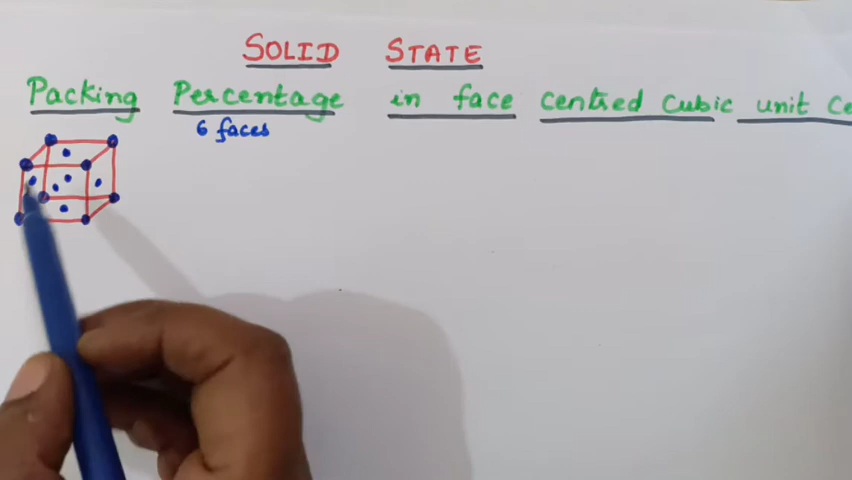 SOLID STATE
Packing Percentage in face centred cubic unit
6 faces